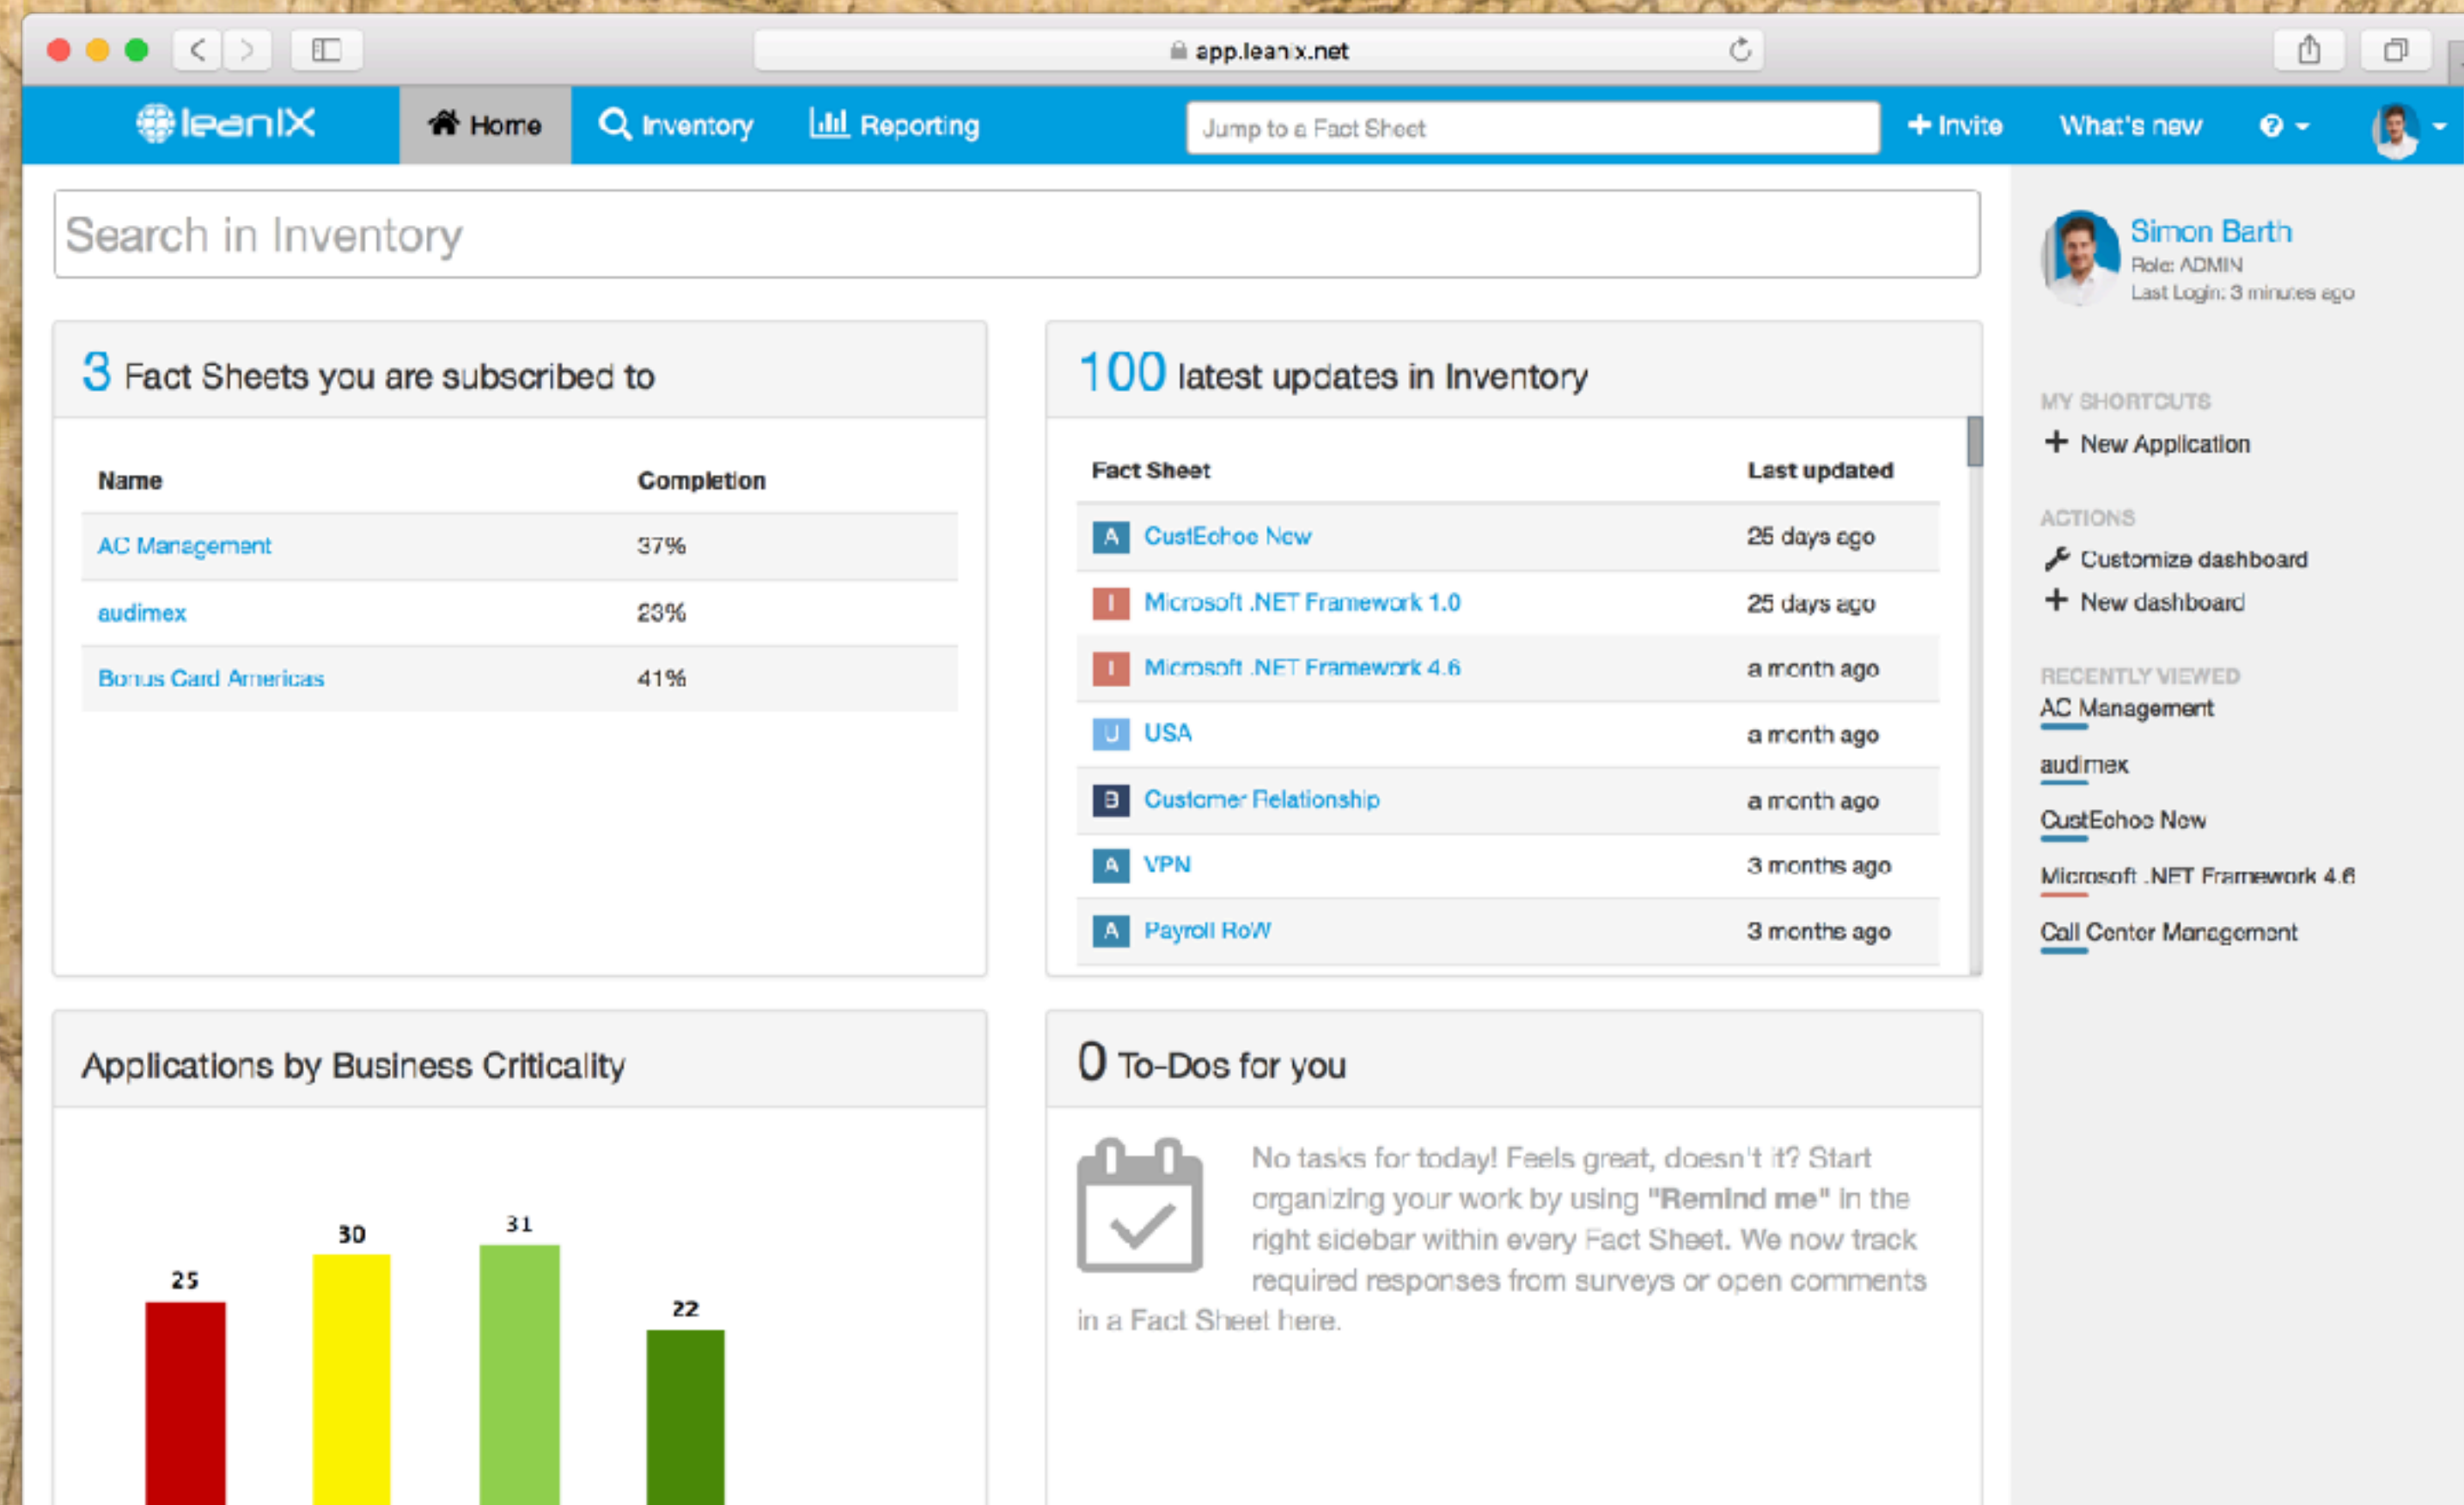 app.leanix.net
leanIX
Home
Inventory
Reporting
Jump to a Fact Sheet
+ Invite
What's new
Search in Inventory
Simon Barth
Role: ADMIN
Last Login: 3 minutes ago
3 Fact Sheets you are subscribed to
Name Completion
AC Management 37%
audimex 23%
Bonus Card Americas 41%
100 latest updates in Inventory
Fact Sheet Last updated
A CustEchoe New 25 days ago
I Microsoft .NET Framework 1.0 25 days ago
I Microsoft .NET Framework 4.6 a month ago
U USA a month ago
B Customer Relationship a month ago
A VPN 3 months ago
A Payroll RoW 3 months ago
MY SHORTCUTS
+ New Application
ACTIONS
Customize dashboard
+ New dashboard
RECENTLY VIEWED
AC Management
audimex
CustEchoe New
Microsoft .NET Framework 4.6
Call Center Management
Applications by Business Criticality
25
30
31
22
0 To-Dos for you
No tasks for today! Feels great, doesn't it? Start
organizing your work by using "Remind me" in the
right sidebar within every Fact Sheet. We now track
required responses from surveys or open comments
in a Fact Sheet here.